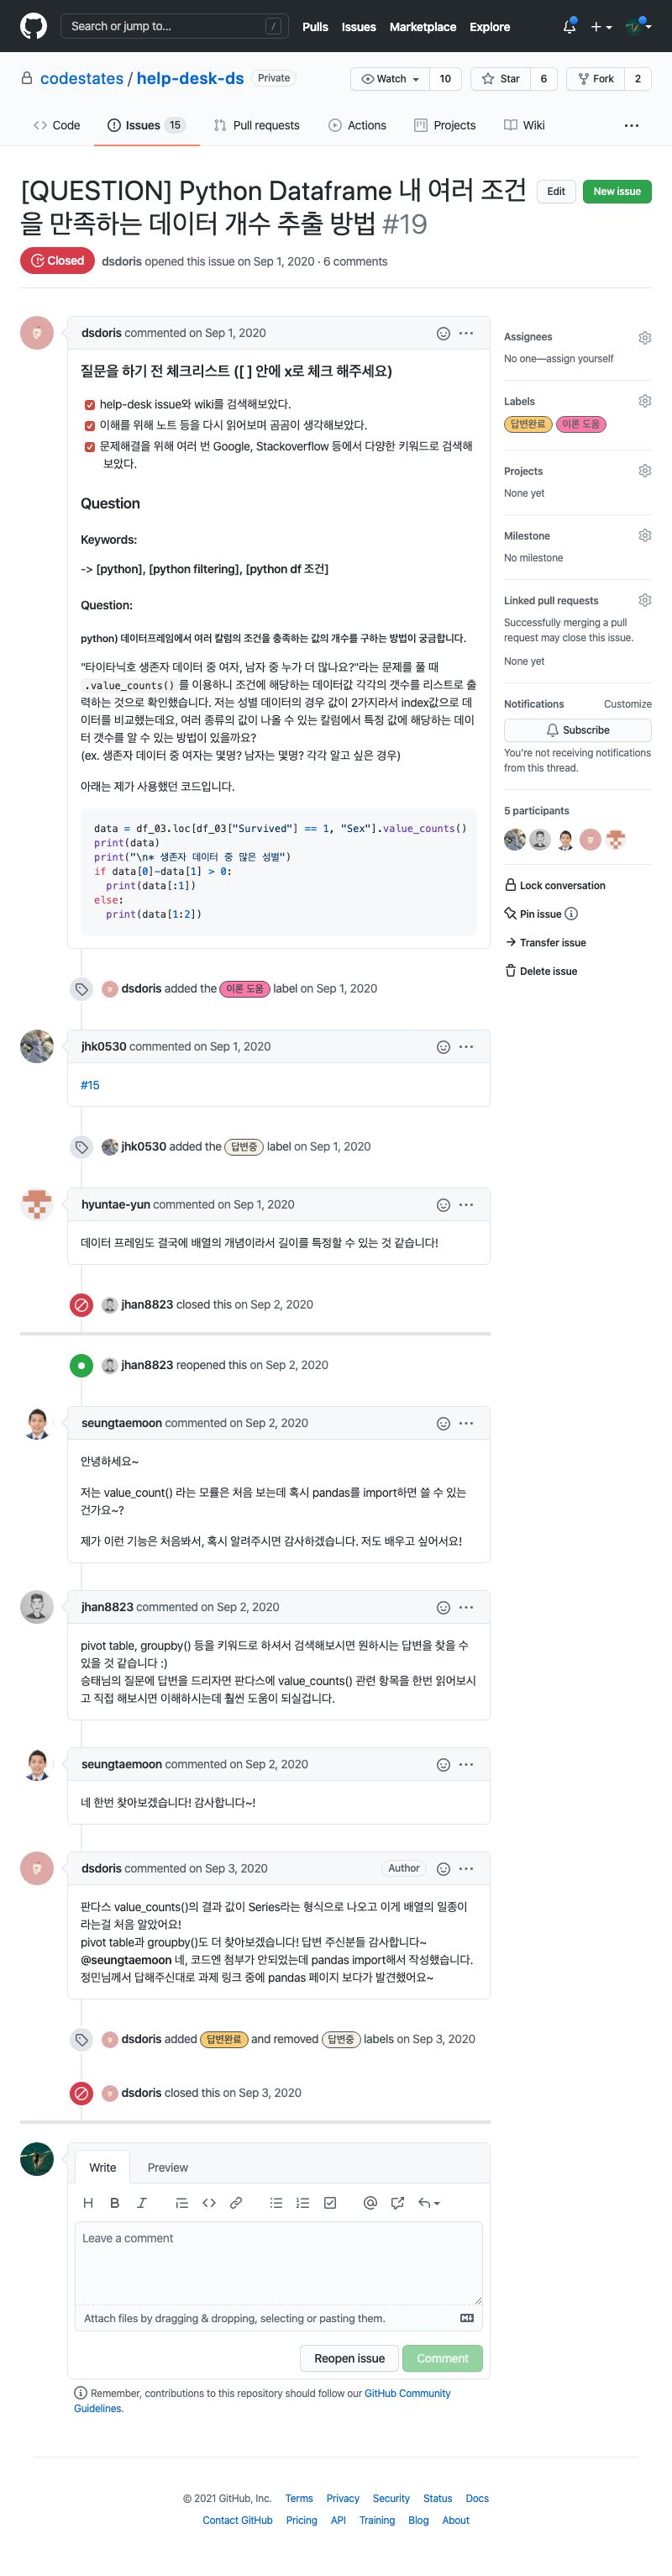 Search or jump to... /
Pulls Issues Marketplace Explore
codestates / help-desk-ds Private
Watch 10 Star 6 Fork 2
Code Issues 15 Pull requests Actions Projects Wiki ...
[QUESTION] Python Dataframe 내 여러 조건
을 만족하는 데이터 개수 추출 방법 #19
Edit New issue
Closed dsdoris opened this issue on Sep 1, 2020 · 6 comments
dsdoris commented on Sep 1, 2020
질문을 하기 전 체크리스트 ([ ] 안에 x로 체크 해주세요)
help-desk issue와 wiki를 검색해보았다.
이해를 위해 노트 등을 다시 읽어보며 곰곰이 생각해보았다.
문제해결을 위해 여러 번 Google, Stackoverflow 등에서 다양한 키워드로 검색해
보았다.
Question
Keywords:
-> [python], [python filtering], [python df 조건]
Question:
python) 데이터프레임에서 여러 칼럼의 조건을 충족하는 값의 개수를 구하는 방법이 궁금합니다.
"타이타닉호 생존자 데이터 중 여자, 남자 중 누가 더 많나요?"라는 문제를 풀 때
.value_counts() 를 이용하니 조건에 해당하는 데이터값 각각의 갯수를 리스트로 출
력하는 것으로 확인했습니다. 저는 성별 데이터의 경우 값이 2가지라서 index값으로 데
이터를 비교했는데요, 여러 종류의 값이 나올 수 있는 칼럼에서 특정 값에 해당하는 데이
터 갯수를 알 수 있는 방법이 있을까요?
(ex. 생존자 데이터 중 여자는 몇명? 남자는 몇명? 각각 알고 싶은 경우)
아래는 제가 사용했던 코드입니다.
data = df_03.loc[df_03["Survived"] == 1, "Sex"].value_counts()
print(data)
print("\n* 생존자 데이터 중 많은 성별")
if data[0]-data[1] > 0:
print(data[:1])
else:
print(data[1:2])
Assignees
No one—assign yourself
Labels
답변완료 이론 도움
Projects
None yet
Milestone
No milestone
Linked pull requests
Successfully merging a pull
request may close this issue.
None yet
Notifications Customize
Subscribe
You're not receiving notifications
from this thread.
5 participants
Lock conversation
Pin issue
Transfer issue
Delete issue
dsdoris added the 이론 도움 label on Sep 1, 2020
jhk0530 commented on Sep 1, 2020
#15
jhk0530 added the 답변중 label on Sep 1, 2020
hyuntae-yun commented on Sep 1, 2020
데이터 프레임도 결국에 배열의 개념이라서 길이를 특정할 수 있는 것 같습니다!
jhan8823 closed this on Sep 2, 2020
jhan8823 reopened this on Sep 2, 2020
seungtaemoon commented on Sep 2, 2020
안녕하세요~
저는 value_count() 라는 모듈은 처음 보는데 혹시 pandas를 import하면 쓸 수 있는
건가요~?
제가 이런 기능은 처음봐서, 혹시 알려주시면 감사하겠습니다. 저도 배우고 싶어서요!
jhan8823 commented on Sep 2, 2020
pivot table, groupby() 등을 키워드로 하셔서 검색해보시면 원하시는 답변을 찾을 수
있을 것 같습니다 :)
승태님의 질문에 답변을 드리자면 판다스에 value_counts() 관련 항목을 한번 읽어보시
고 직접 해보시면 이해하시는데 훨씬 도움이 되실겁니다.
seungtaemoon commented on Sep 2, 2020
네 한번 찾아보겠습니다! 감사합니다~!
dsdoris commented on Sep 3, 2020 Author
판다스 value_counts()의 결과 값이 Series라는 형식으로 나오고 이게 배열의 일종이
라는걸 처음 알았어요!
pivot table과 groupby()도 더 찾아보겠습니다! 답변 주신분들 감사합니다~
@seungtaemoon 네, 코드엔 첨부가 안되었는데 pandas import해서 작성했습니다.
정민님께서 답해주신대로 과제 링크 중에 pandas 페이지 보다가 발견했어요~
dsdoris added 답변완료 and removed 답변중 labels on Sep 3, 2020
dsdoris closed this on Sep 3, 2020
Write Preview
H B I
Leave a comment
Attach files by dragging & dropping, selecting or pasting them.
Reopen issue Comment
Remember, contributions to this repository should follow our GitHub Community
Guidelines.
© 2021 GitHub, Inc. Terms Privacy Security Status Docs
Contact GitHub Pricing API Training Blog About